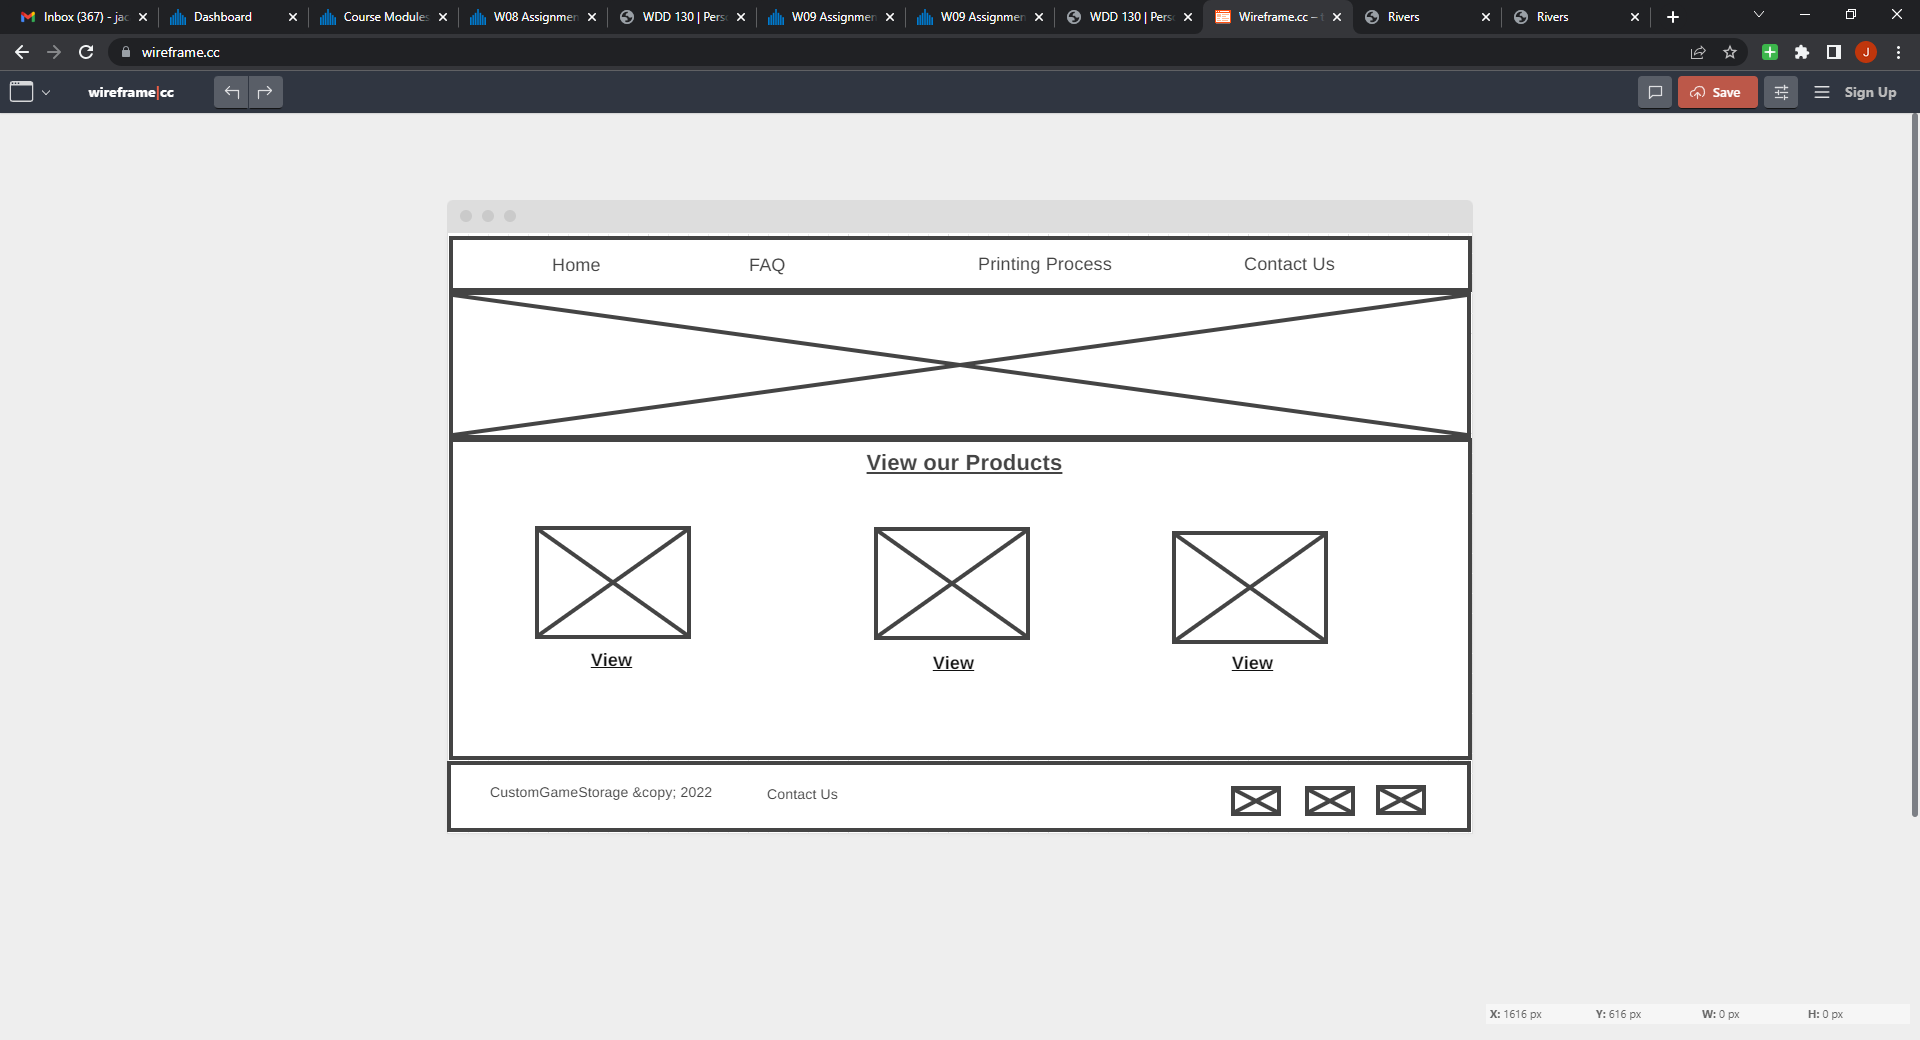 Inbox (367) - jac
Dashboard
Course Modules
W08 Assignmen
WDD 130 | Pers
W09 Assignmen
W09 Assignmen
WDD 130 | Pers
Wireframe.cc –
Rivers
Rivers
wireframe.cc
J
wireframe|cc
Save
Sign Up
Home FAQ Printing Process Contact Us
View our Products
View View View
CustomGameStorage &copy; 2022 Contact Us
X: 1616 px Y: 616 px W: 0 px H: 0 px